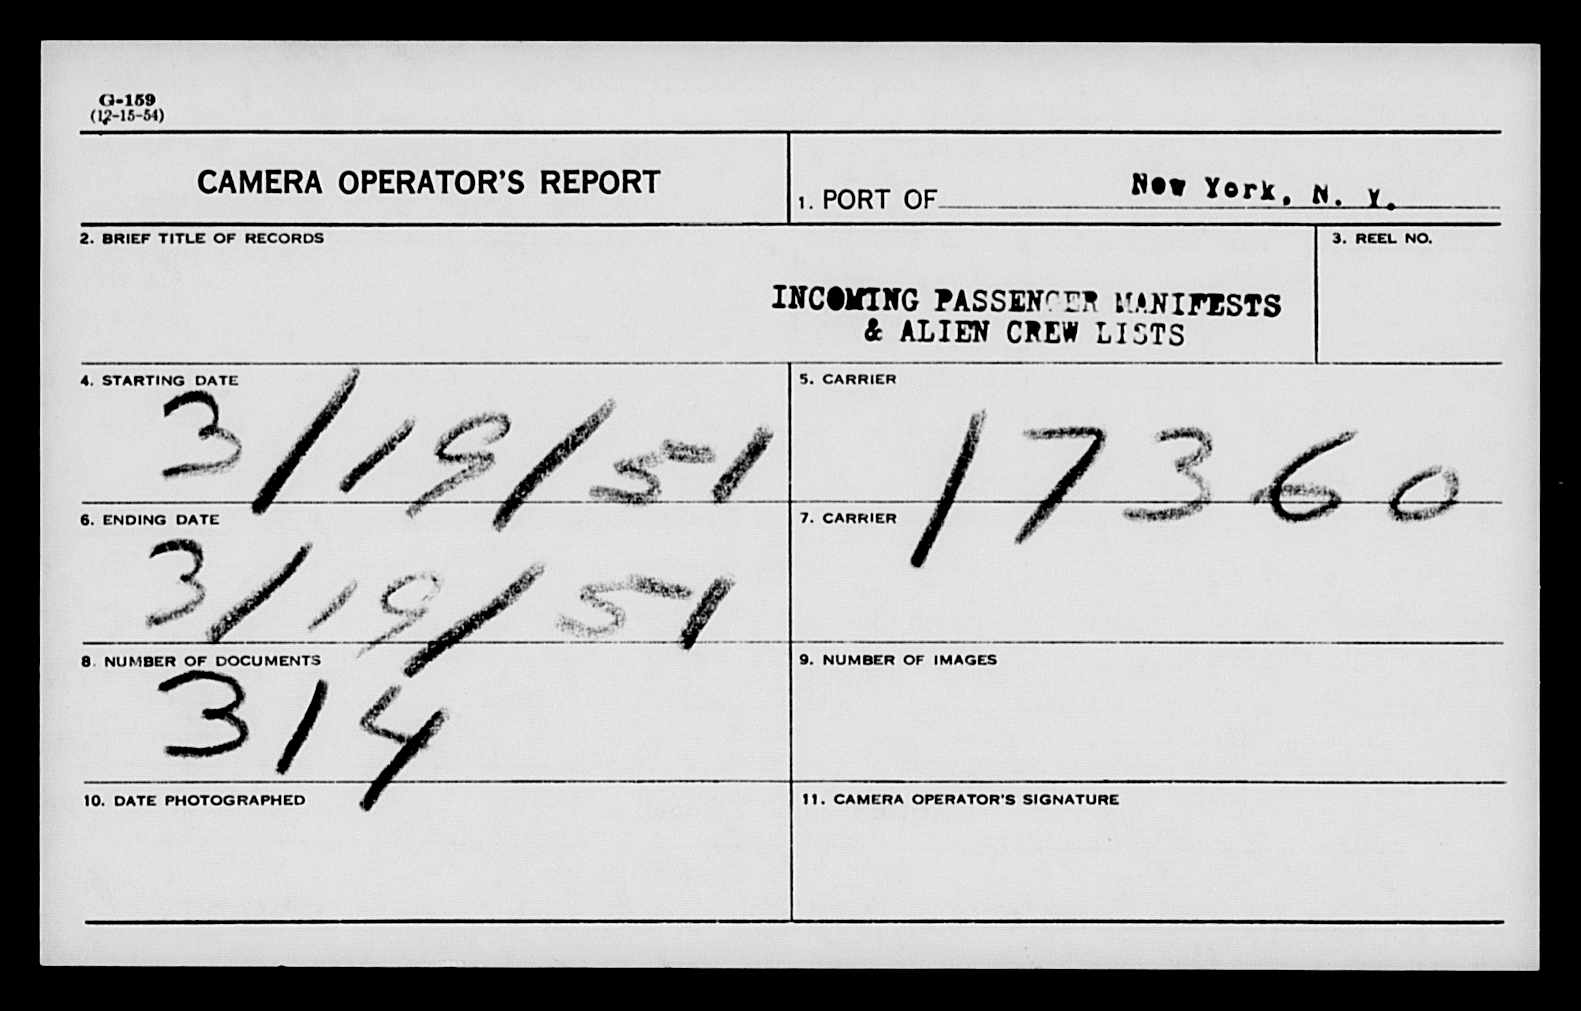 G-159
(12-15-54)
CAMERA OPERATOR'S REPORT
1. PORT OF New York, N. Y.
2. BRIEF TITLE OF RECORDS
3. REEL NO.
INCOMING PASSENGER MANIFESTS
& ALIEN CREW LISTS
4. STARTING DATE
3/19/51
5. CARRIER
17360
6. ENDING DATE
3/19/51
7. CARRIER
8. NUMBER OF DOCUMENTS
314
9. NUMBER OF IMAGES
10. DATE PHOTOGRAPHED
11. CAMERA OPERATOR'S SIGNATURE